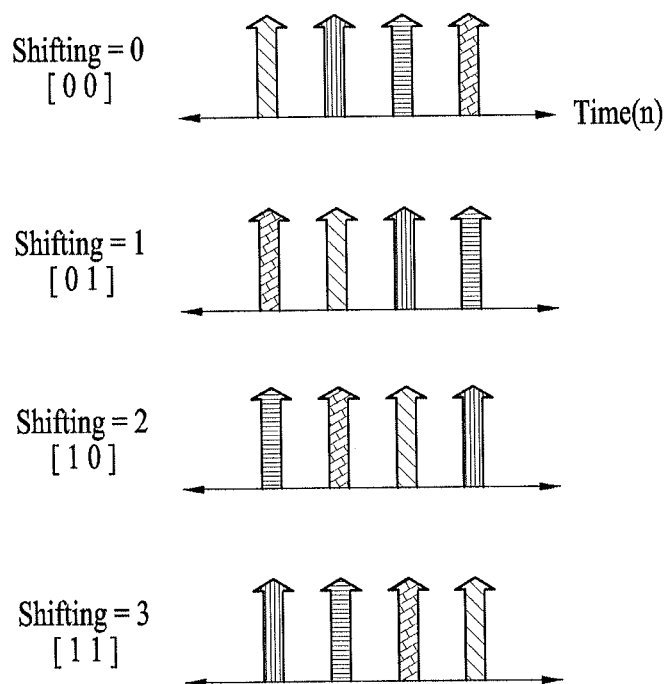 Shifting = 0
[ 0 0 ]
Time(n)
Shifting = 1
[ 0 1 ]
Shifting = 2
[ 1 0 ]
Shifting = 3
[ 1 1 ]